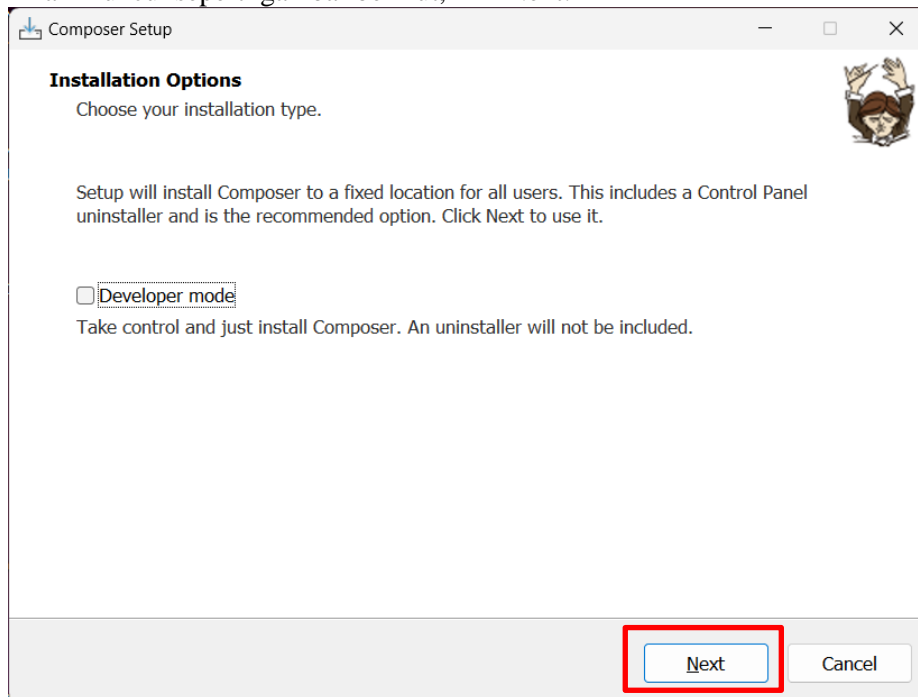 Composer Setup
Installation Options
Choose your installation type.
Setup will install Composer to a fixed location for all users. This includes a Control Panel
uninstaller and is the recommended option. Click Next to use it.
Developer mode
Take control and just install Composer. An uninstaller will not be included.
Next
Cancel